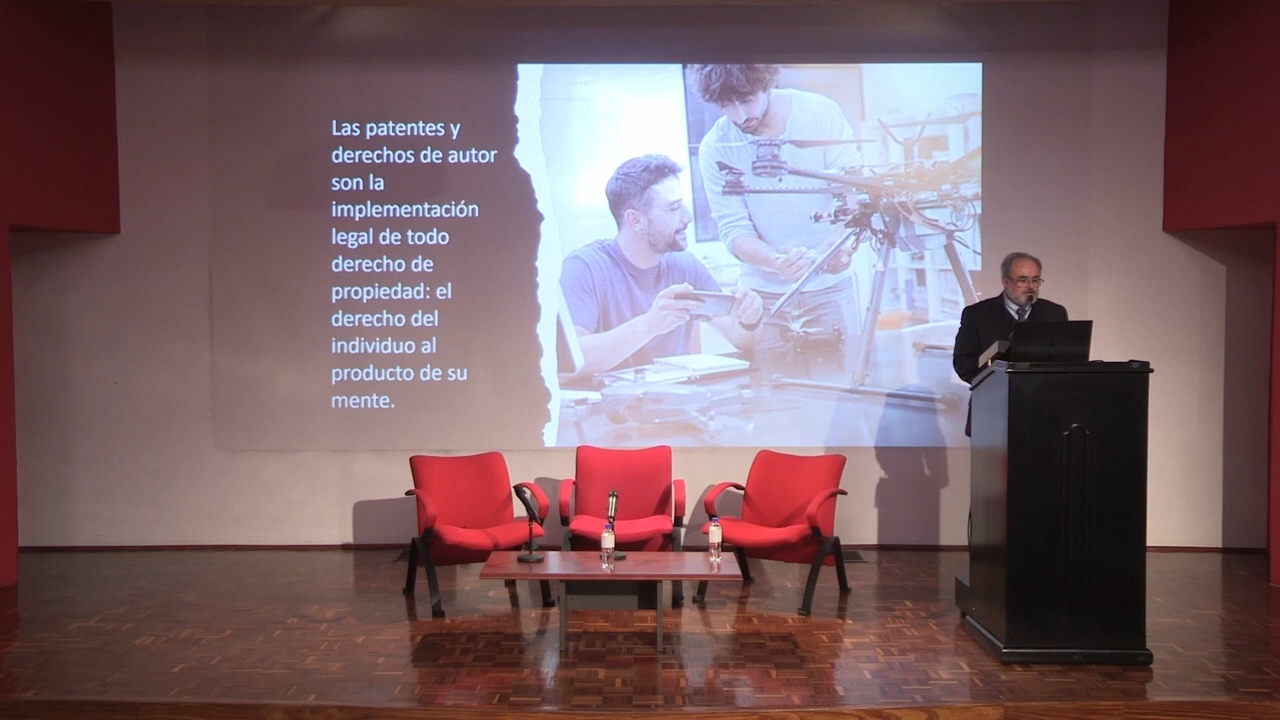 Las patentes y
derechos de autor
son la
implementación
legal de todo
derecho de
propiedad: el
derecho del
individuo al
producto de su
mente.